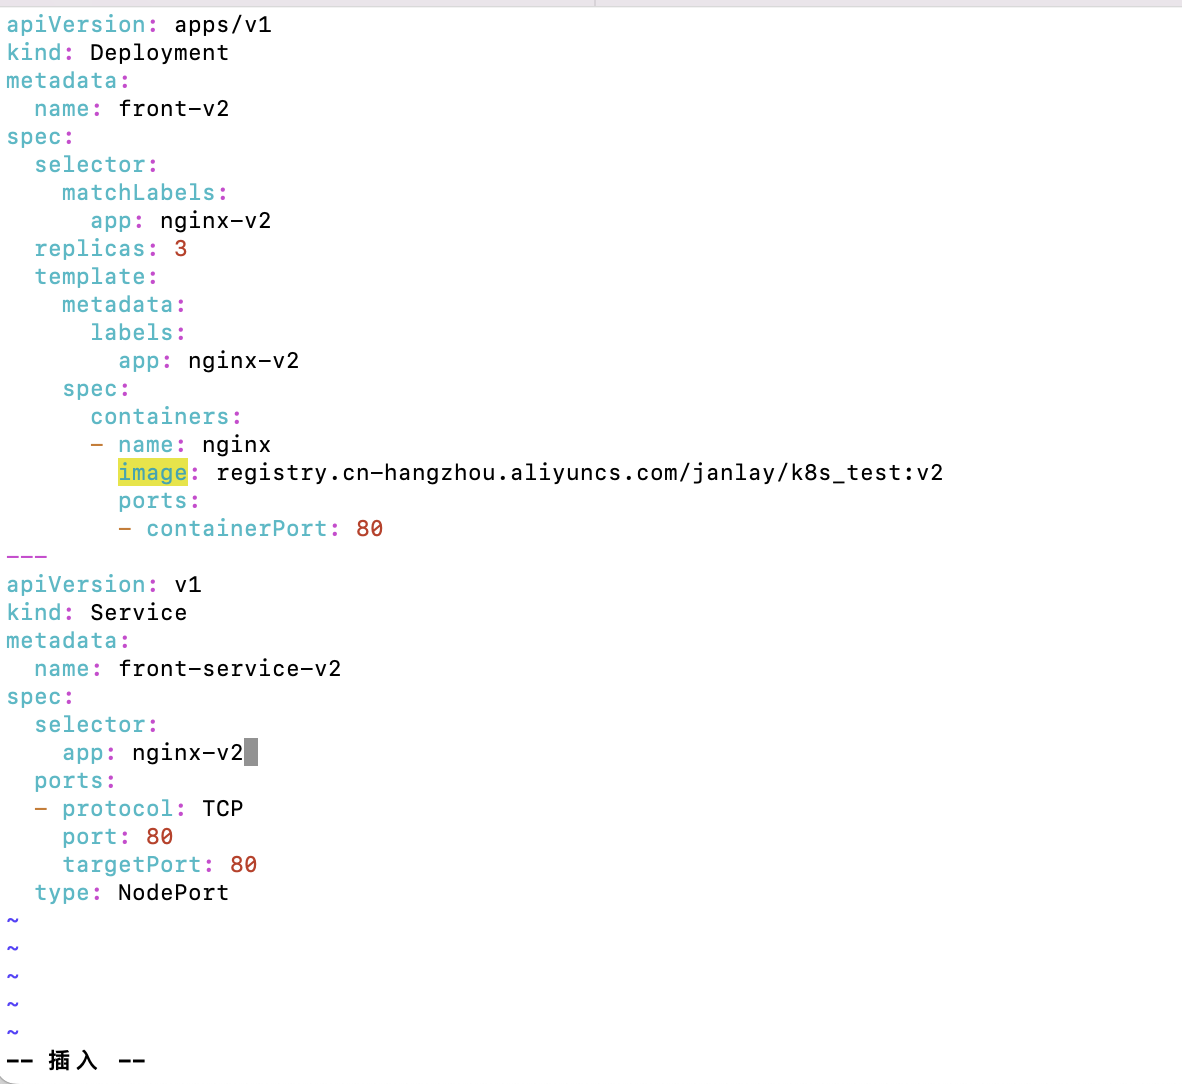 apiVersion: apps/v1
kind: Deployment
metadata:
  name: front-v2
spec:
  selector:
    matchLabels:
      app: nginx-v2
  replicas: 3
  template:
    metadata:
      labels:
        app: nginx-v2
    spec:
      containers:
      - name: nginx
        image: registry.cn-hangzhou.aliyuncs.com/janlay/k8s_test:v2
        ports:
        - containerPort: 80
---
apiVersion: v1
kind: Service
metadata:
  name: front-service-v2
spec:
  selector:
    app: nginx-v2
  ports:
  - protocol: TCP
    port: 80
    targetPort: 80
  type: NodePort
~
~
~
~
~
-- 插入 --